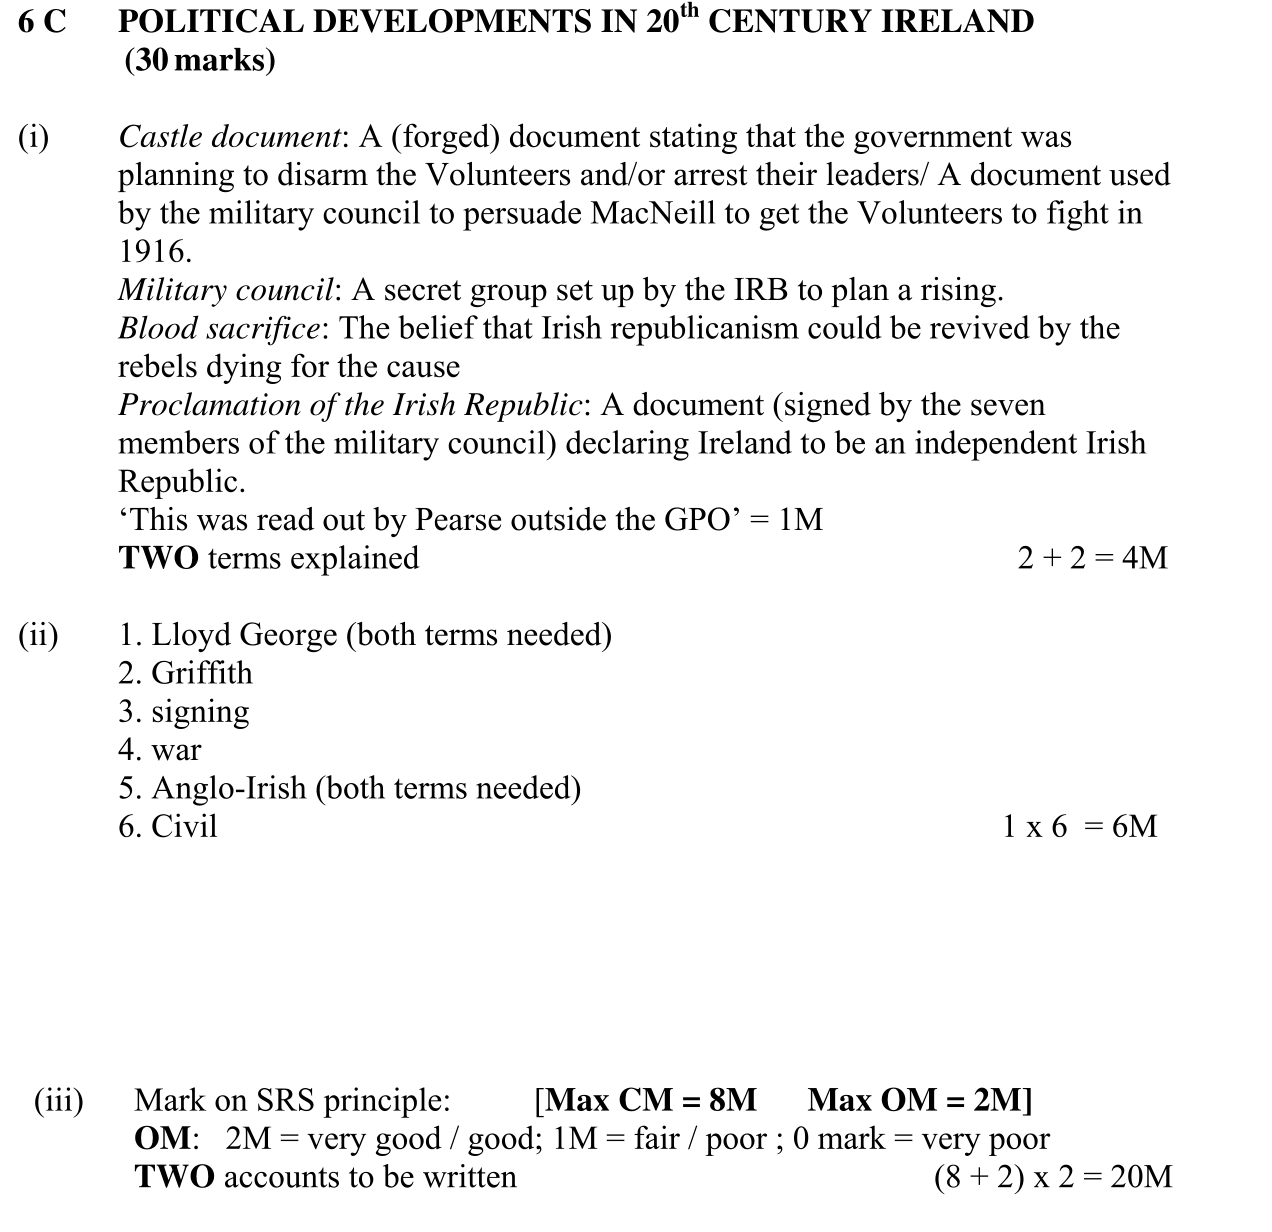 6 C POLITICAL DEVELOPMENTS IN 20th CENTURY IRELAND
(30 marks)
(i) Castle document: A (forged) document stating that the government was
planning to disarm the Volunteers and/or arrest their leaders/ A document used
by the military council to persuade MacNeill to get the Volunteers to fight in
1916.
Military council: A secret group set up by the IRB to plan a rising.
Blood sacrifice: The belief that Irish republicanism could be revived by the
rebels dying for the cause
Proclamation of the Irish Republic: A document (signed by the seven
members of the military council) declaring Ireland to be an independent Irish
Republic.
‘This was read out by Pearse outside the GPO’ = 1M
TWO terms explained 2 + 2 = 4M
(ii) 1. Lloyd George (both terms needed)
2. Griffith
3. signing
4. war
5. Anglo-Irish (both terms needed)
6. Civil 1 x 6 = 6M
(iii) Mark on SRS principle: [Max CM = 8M Max OM = 2M]
OM: 2M = very good / good; 1M = fair / poor ; 0 mark = very poor
TWO accounts to be written (8 + 2) x 2 = 20M